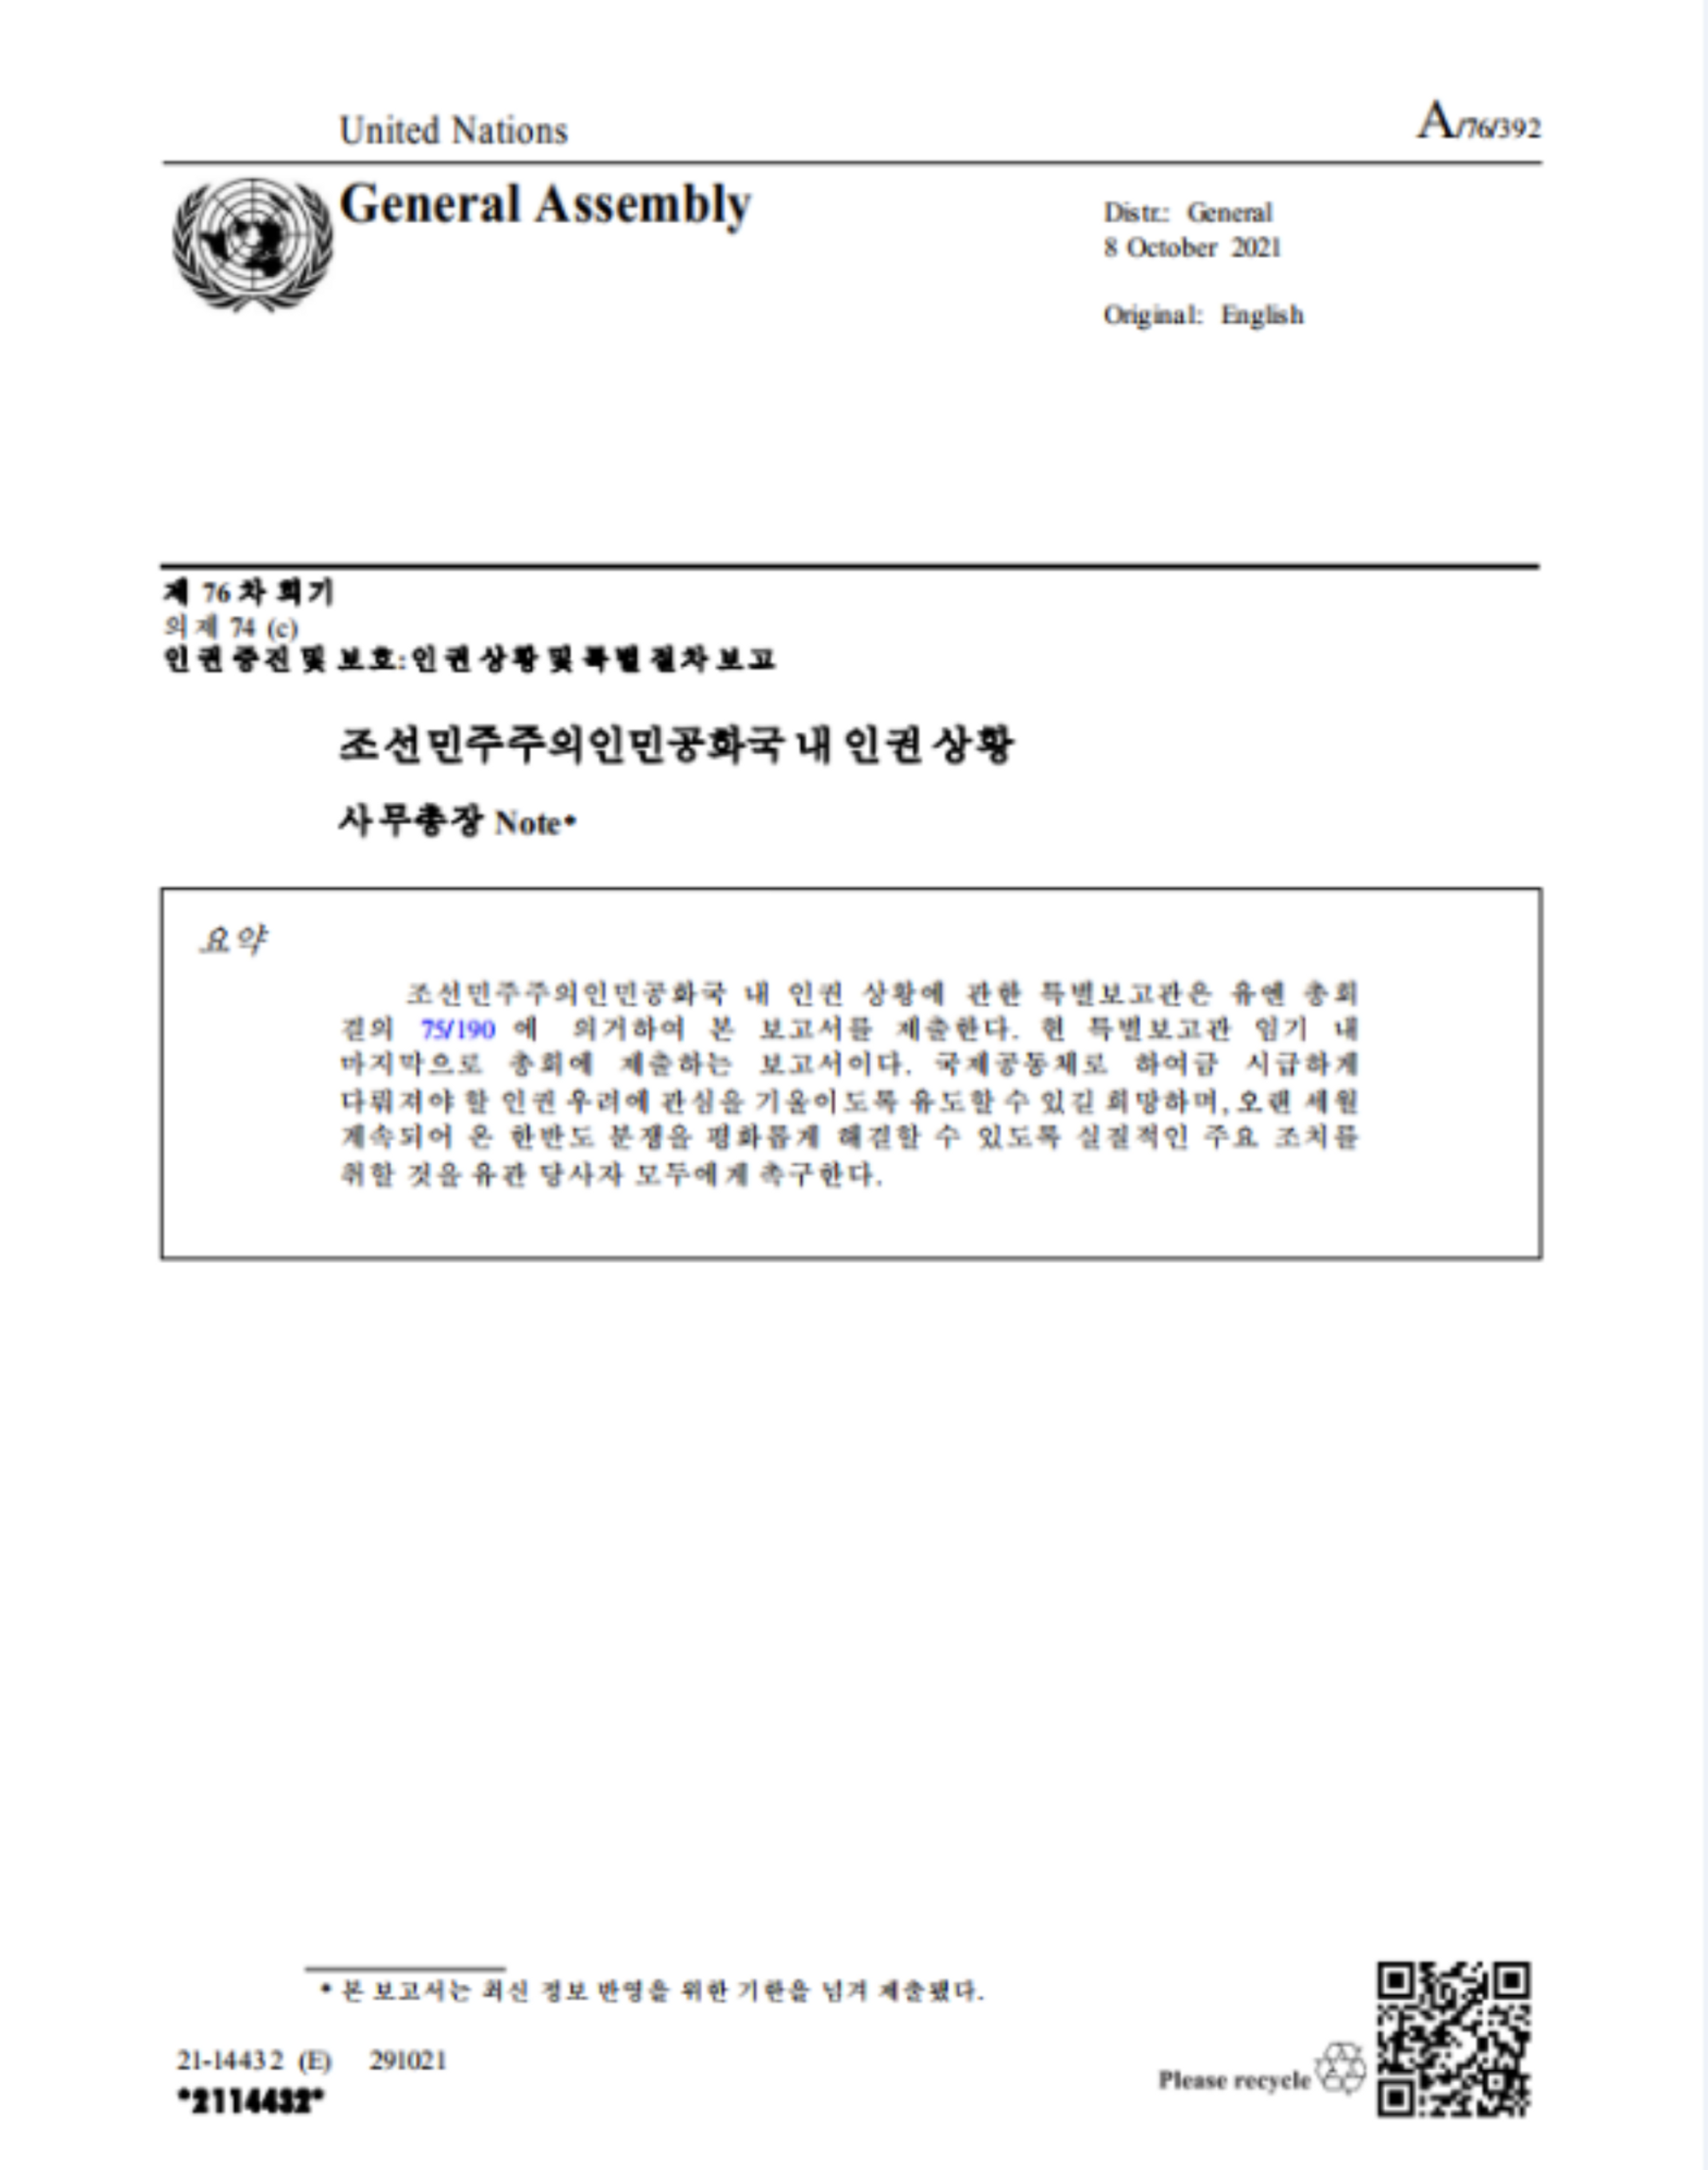 United Nations
A/76/392
General Assembly
Distr.: General
8 October 2021
Original: English
제 76 차 회기
의제 74 (c)
인권 증진 및 보호: 인권 상황 및 특별 절차 보고
조선민주주의인민공화국 내 인권 상황
사무총장 Note*
요약
조선민주주의인민공화국 내 인권 상황에 관한 특별보고관은 유엔 총회
결의 75/190 에 의거하여 본 보고서를 제출한다. 현 특별보고관 임기 내
마지막으로 총회에 제출하는 보고서이다. 국제공동체로 하여금 시급하게
다뤄져야 할 인권 우려에 관심을 기울이도록 유도할 수 있길 희망하며, 오랜 세월
계속되어 온 한반도 분쟁을 평화롭게 해결할 수 있도록 실질적인 주요 조치를
취할 것을 유관 당사자 모두에게 촉구한다.
* 본 보고서는 최신 정보 반영을 위한 기한을 넘겨 제출됐다.
21-14432 (E) 291021
*2114432*
Please recycle